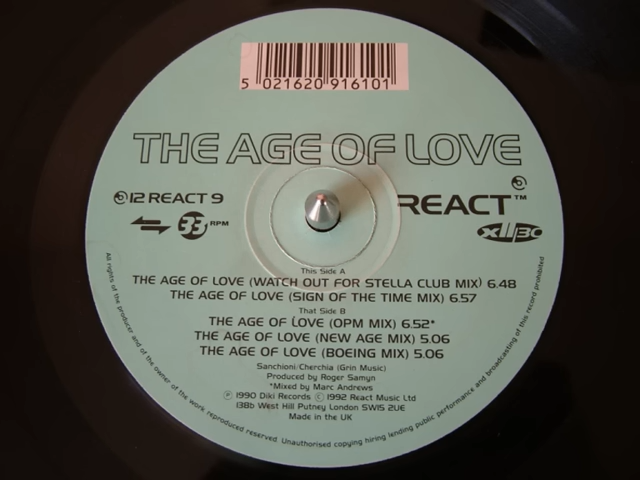 5 021620 916101
THE AGE OF LOVE
12 REACT 9
REACT™
33 RPM
XII/30
This Side A
THE AGE OF LOVE (WATCH OUT FOR STELLA CLUB MIX) 6.48
THE AGE OF LOVE (SIGN OF THE TIME MIX) 6.57
That Side B
THE AGE OF LOVE (OPM MIX) 6.52*
THE AGE OF LOVE (NEW AGE MIX) 5.06
THE AGE OF LOVE (BOEING MIX) 5.06
Sanchioni/Cherchia (Grin Music)
Produced by Roger Samyn
*Mixed by Marc Andrews
℗ 1990 Diki Records © 1992 React Music Ltd
138b West Hill Putney London SW15 2UE
Made in the UK
All rights of the producer and of the owner of the work reproduced reserved. Unauthorised copying hiring lending public performance and broadcasting of this record prohibited